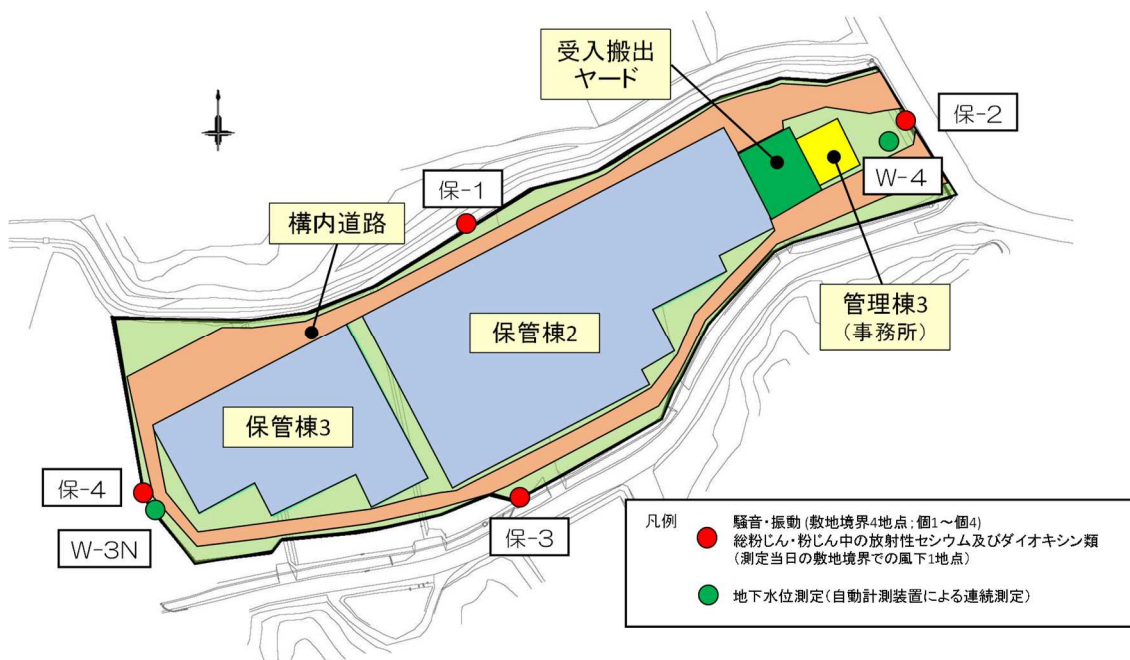 受入搬出
ヤード
保-2
W-4
保-1
構内道路
管理棟3
（事務所）
保管棟2
保管棟3
保-4
W-3N
保-3
凡例
騒音・振動(敷地境界4地点；個1～個4)
総粉じん・粉じん中の放射性セシウム及びダイオキシン類
(測定当日の敷地境界での風下1地点)
地下水位測定(自動計測装置による連続測定)